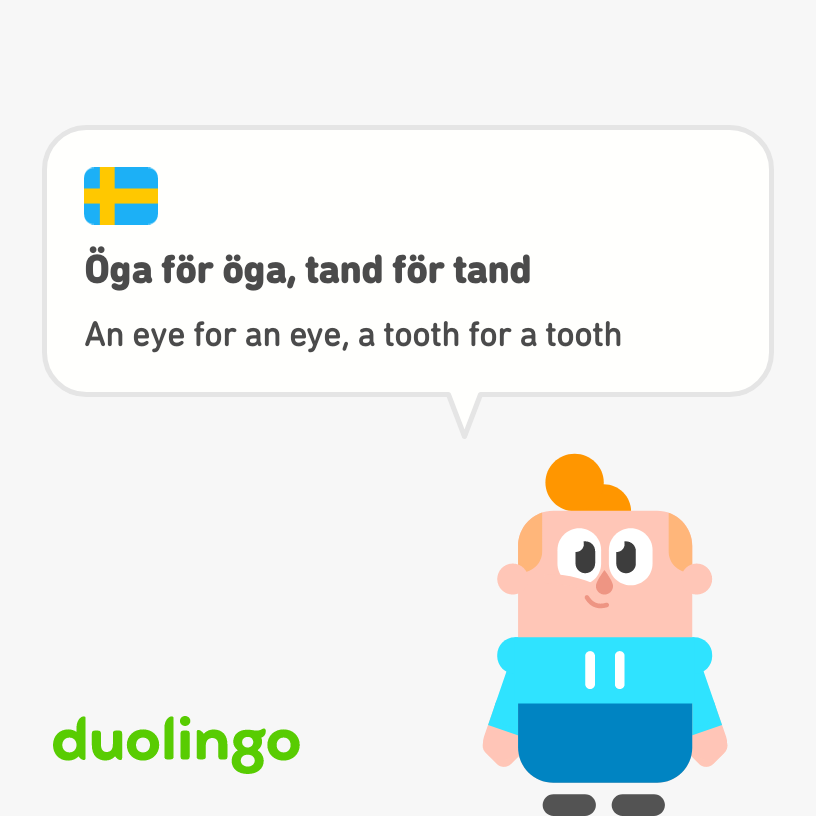 Öga för öga, tand för tand
An eye for an eye, a tooth for a tooth
duolingo